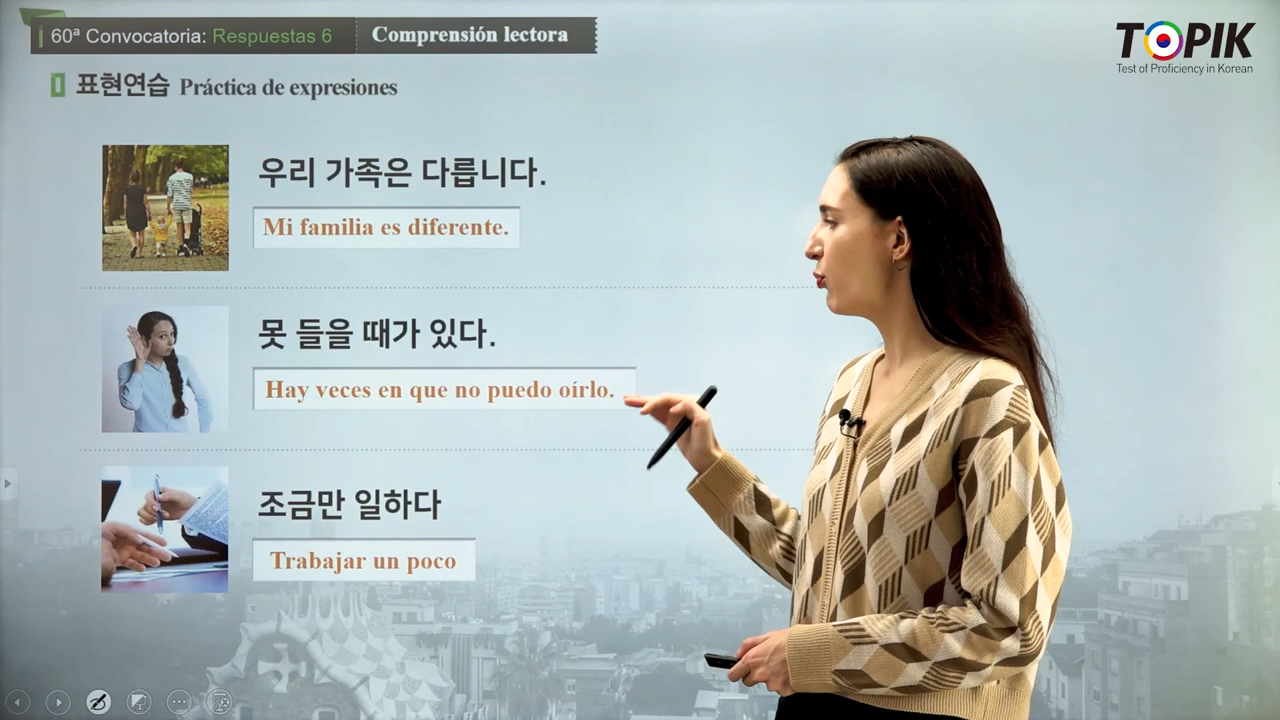 60ª Convocatoria: Respuestas 6
Comprensión lectora
TOPIK
Test of Proficiency in Korean
표현연습 Práctica de expresiones
우리 가족은 다릅니다.
Mi familia es diferente.
못 들을 때가 있다.
Hay veces en que no puedo oírlo.
조금만 일하다
Trabajar un poco